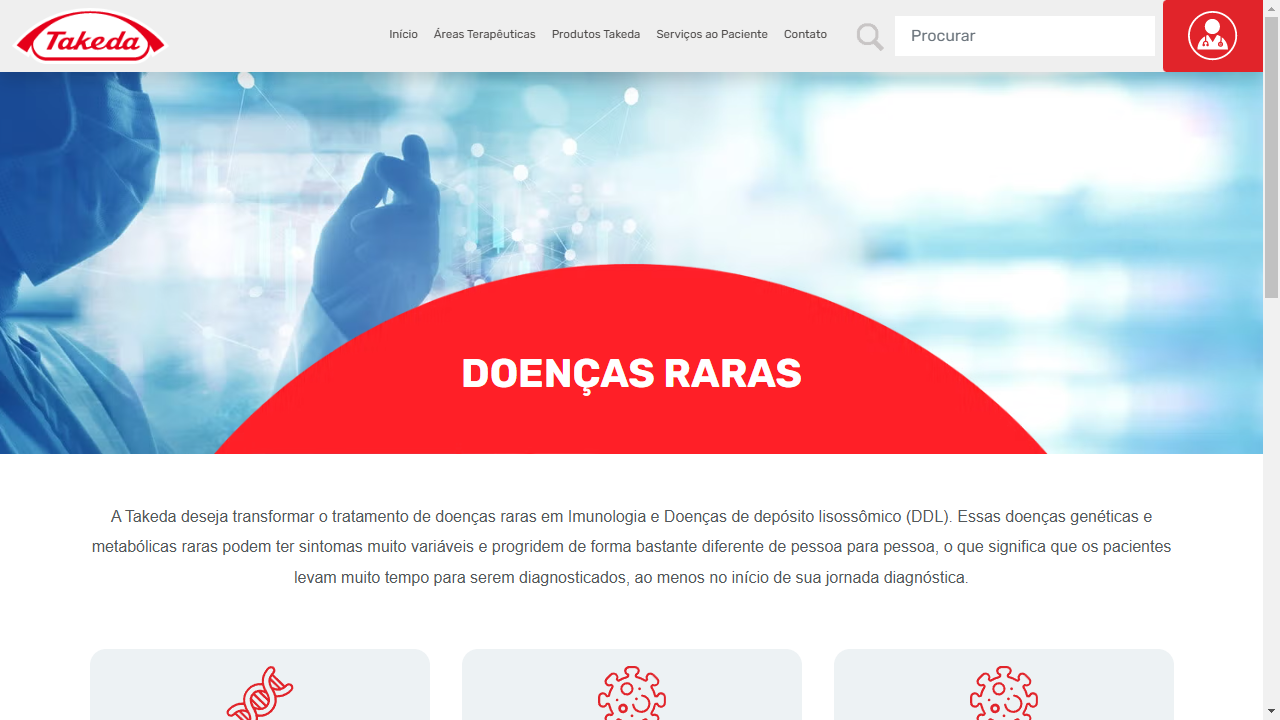 Takeda
Início
Áreas Terapêuticas
Produtos Takeda
Serviços ao Paciente
Contato
Procurar
DOENÇAS RARAS
A Takeda deseja transformar o tratamento de doenças raras em Imunologia e Doenças de depósito lisossômico (DDL). Essas doenças genéticas e
metabólicas raras podem ter sintomas muito variáveis e progridem de forma bastante diferente de pessoa para pessoa, o que significa que os pacientes
levam muito tempo para serem diagnosticados, ao menos no início de sua jornada diagnóstica.